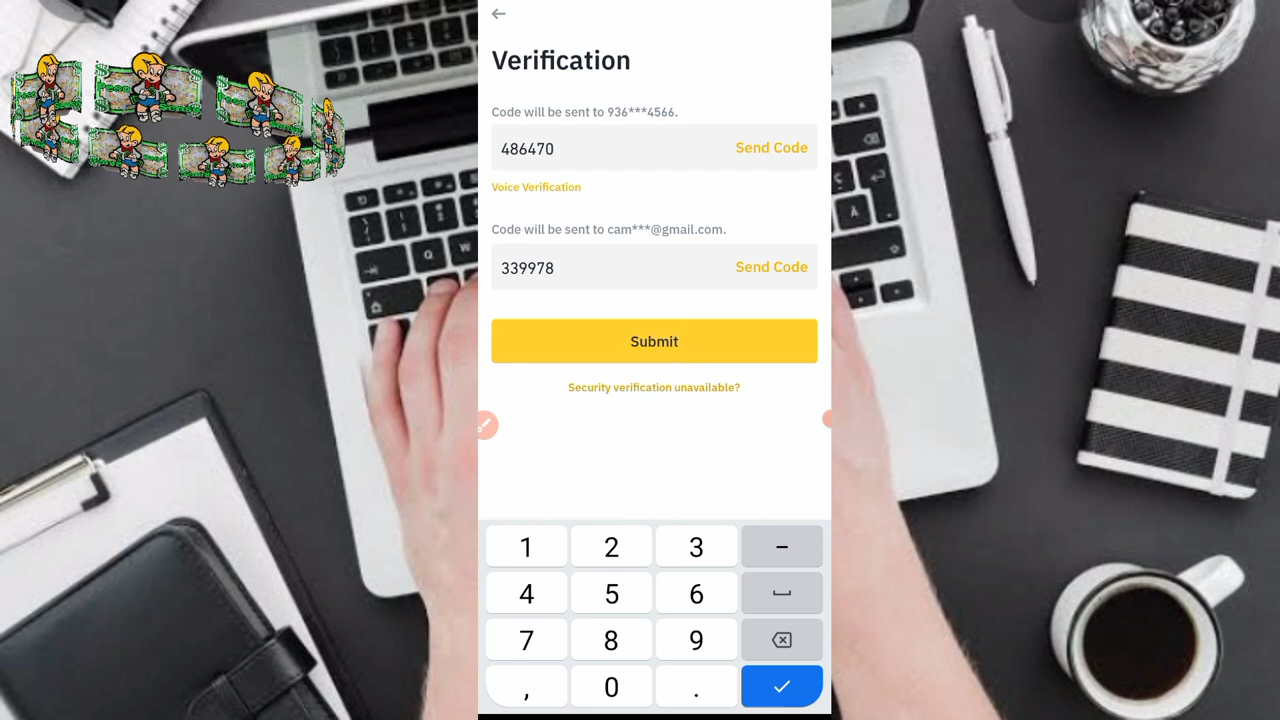 Verification
Code will be sent to 936***4566.
486470
Send Code
Voice Verification
Code will be sent to cam***@gmail.com.
339978
Send Code
Submit
Security verification unavailable?
1 2 3 -
4 5 6
7 8 9
, 0 .
Q W